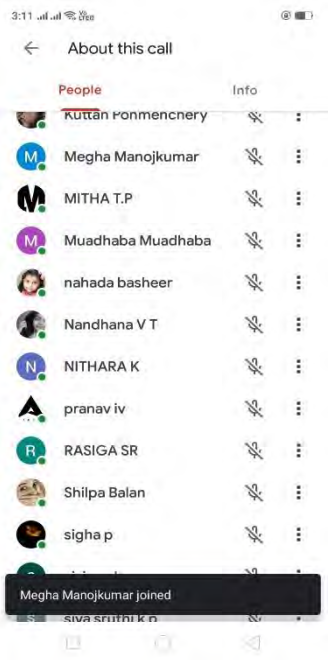 3:11
About this call
People Info
Kuttan Ponmenchery
M Megha Manojkumar
MITHA T.P
M Muadhaba Muadhaba
nahada basheer
Nandhana V T
N NITHARA K
pranav iv
R RASIGA SR
Shilpa Balan
sigha p
Megha Manojkumar joined
siva sruthi k p